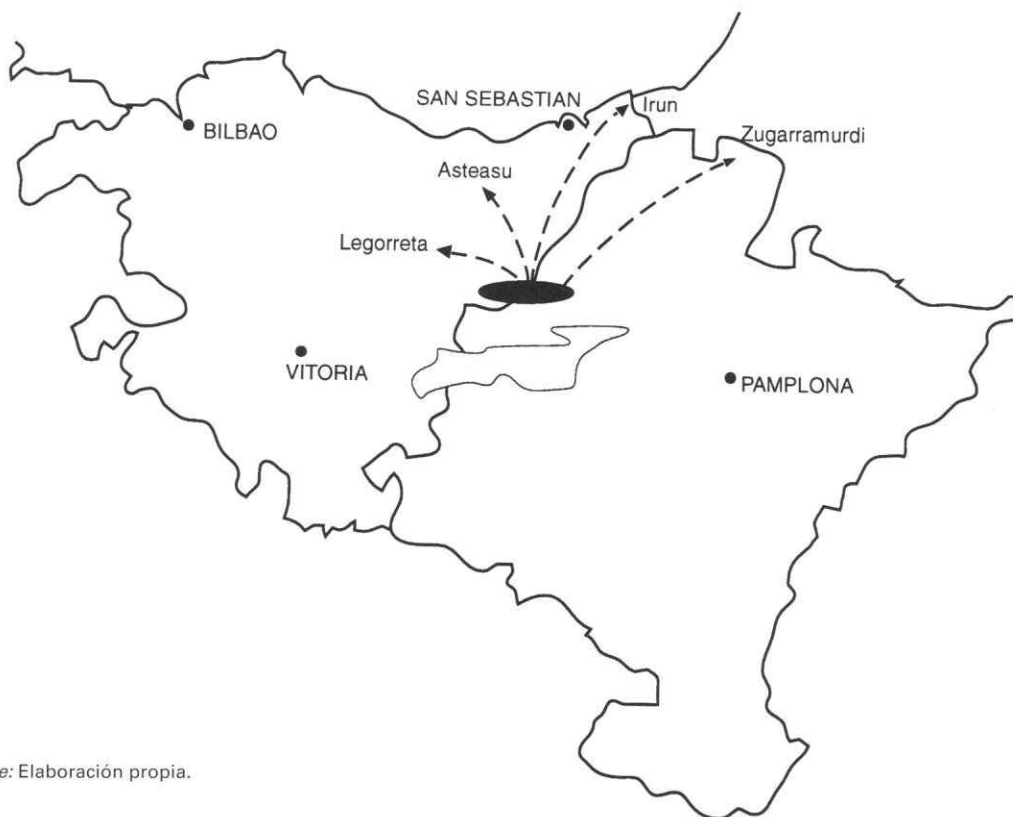 SAN SEBASTIAN
Irun
BILBAO
Zugarramurdi
Asteasu
Legorreta
VITORIA
PAMPLONA
e: Elaboración propia.